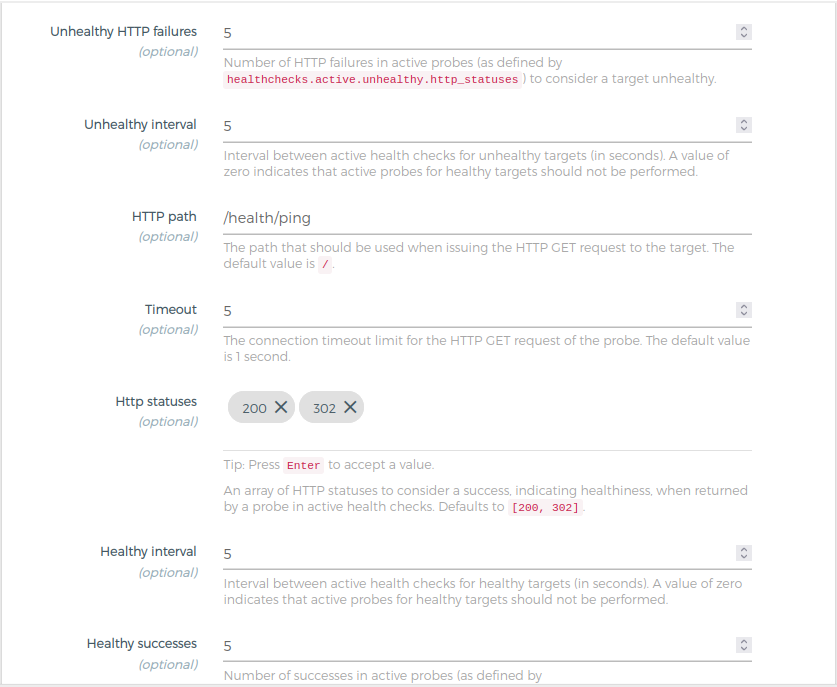 Unhealthy HTTP failures
(optional)
5
Number of HTTP failures in active probes (as defined by
healthchecks.active.unhealthy.http_statuses ) to consider a target unhealthy.
Unhealthy interval
(optional)
5
Interval between active health checks for unhealthy targets (in seconds). A value of
zero indicates that active probes for healthy targets should not be performed.
HTTP path
(optional)
/health/ping
The path that should be used when issuing the HTTP GET request to the target. The
default value is / .
Timeout
(optional)
5
The connection timeout limit for the HTTP GET request of the probe. The default value
is 1 second.
Http statuses
(optional)
200 ✕ 302 ✕
Tip: Press Enter to accept a value.
An array of HTTP statuses to consider a success, indicating healthiness, when returned
by a probe in active health checks. Defaults to [200, 302] .
Healthy interval
(optional)
5
Interval between active health checks for healthy targets (in seconds). A value of zero
indicates that active probes for healthy targets should not be performed.
Healthy successes
(optional)
5
Number of successes in active probes (as defined by